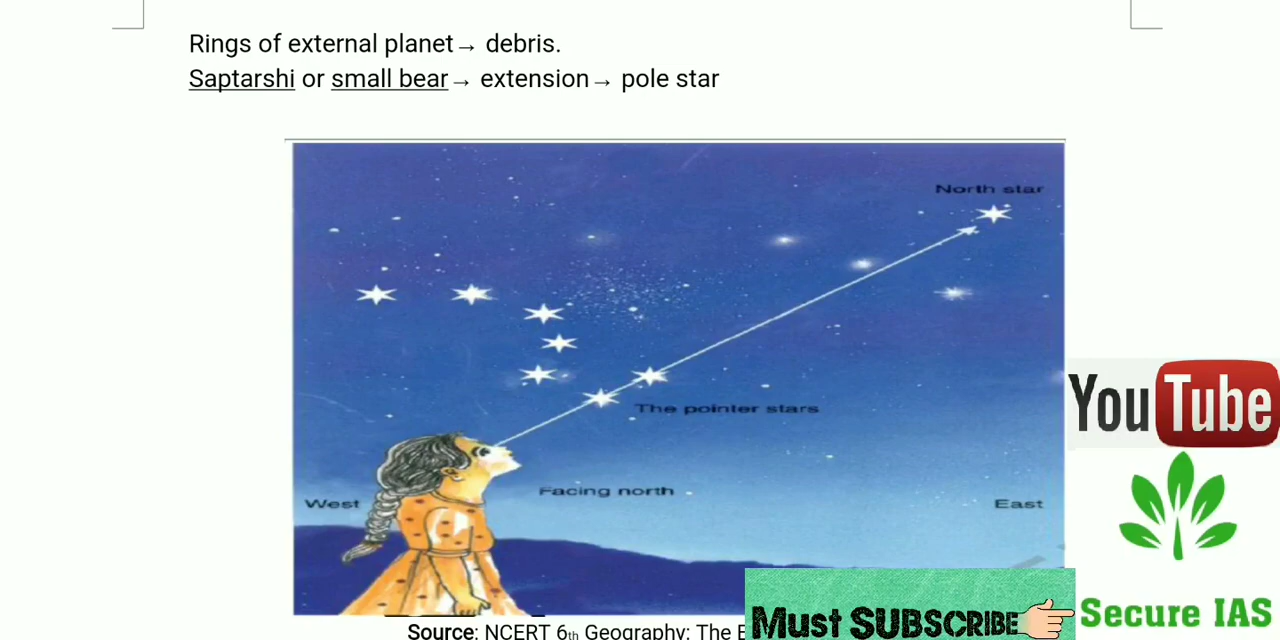 Rings of external planet→ debris.
Saptarshi or small bear→ extension→ pole star
North star
The pointer stars
Facing north
West
East
YouTube
Must SUBSCRIBE
Secure IAS
Source: NCERT 6th Geography: The